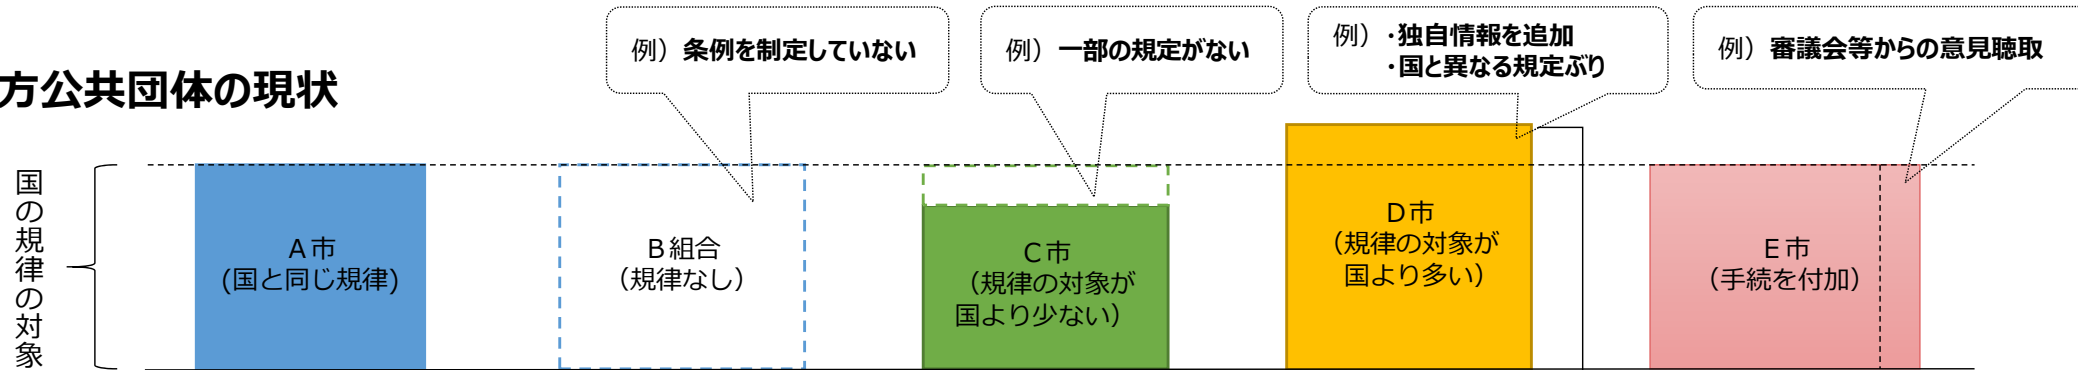 方公共団体の現状
例）条例を制定していない
例）一部の規定がない
例）・独自情報を追加
・国と異なる規定ぶり
例）審議会等からの意見聴取
国の規律の対象
A市
(国と同じ規律)
B組合
（規律なし）
C市
（規律の対象が
国より少ない）
D市
（規律の対象が
国より多い）
E市
（手続を付加）